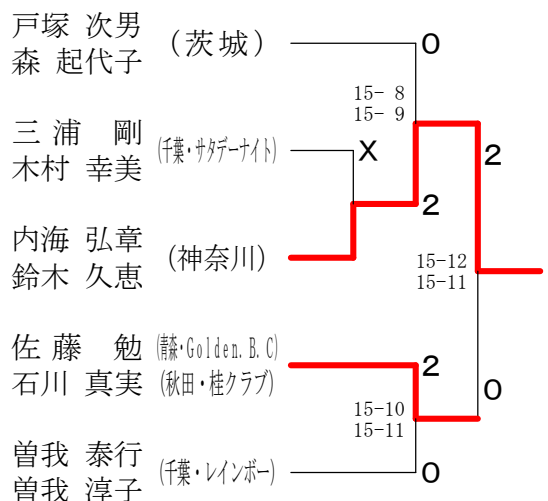 戸塚 次男
森 起代子
(茨城)
0
15- 8
15- 9
三浦 剛
木村 幸美
(千葉・サタデーナイト)
X
2
2
内海 弘章
鈴木 久恵
(神奈川)
15-12
15-11
佐藤 勉
石川 真実
(青森・Golden.B.C)
(秋田・桂クラブ)
2
0
15-10
15-11
曽我 泰行
曽我 淳子
(千葉・レインボー)
0